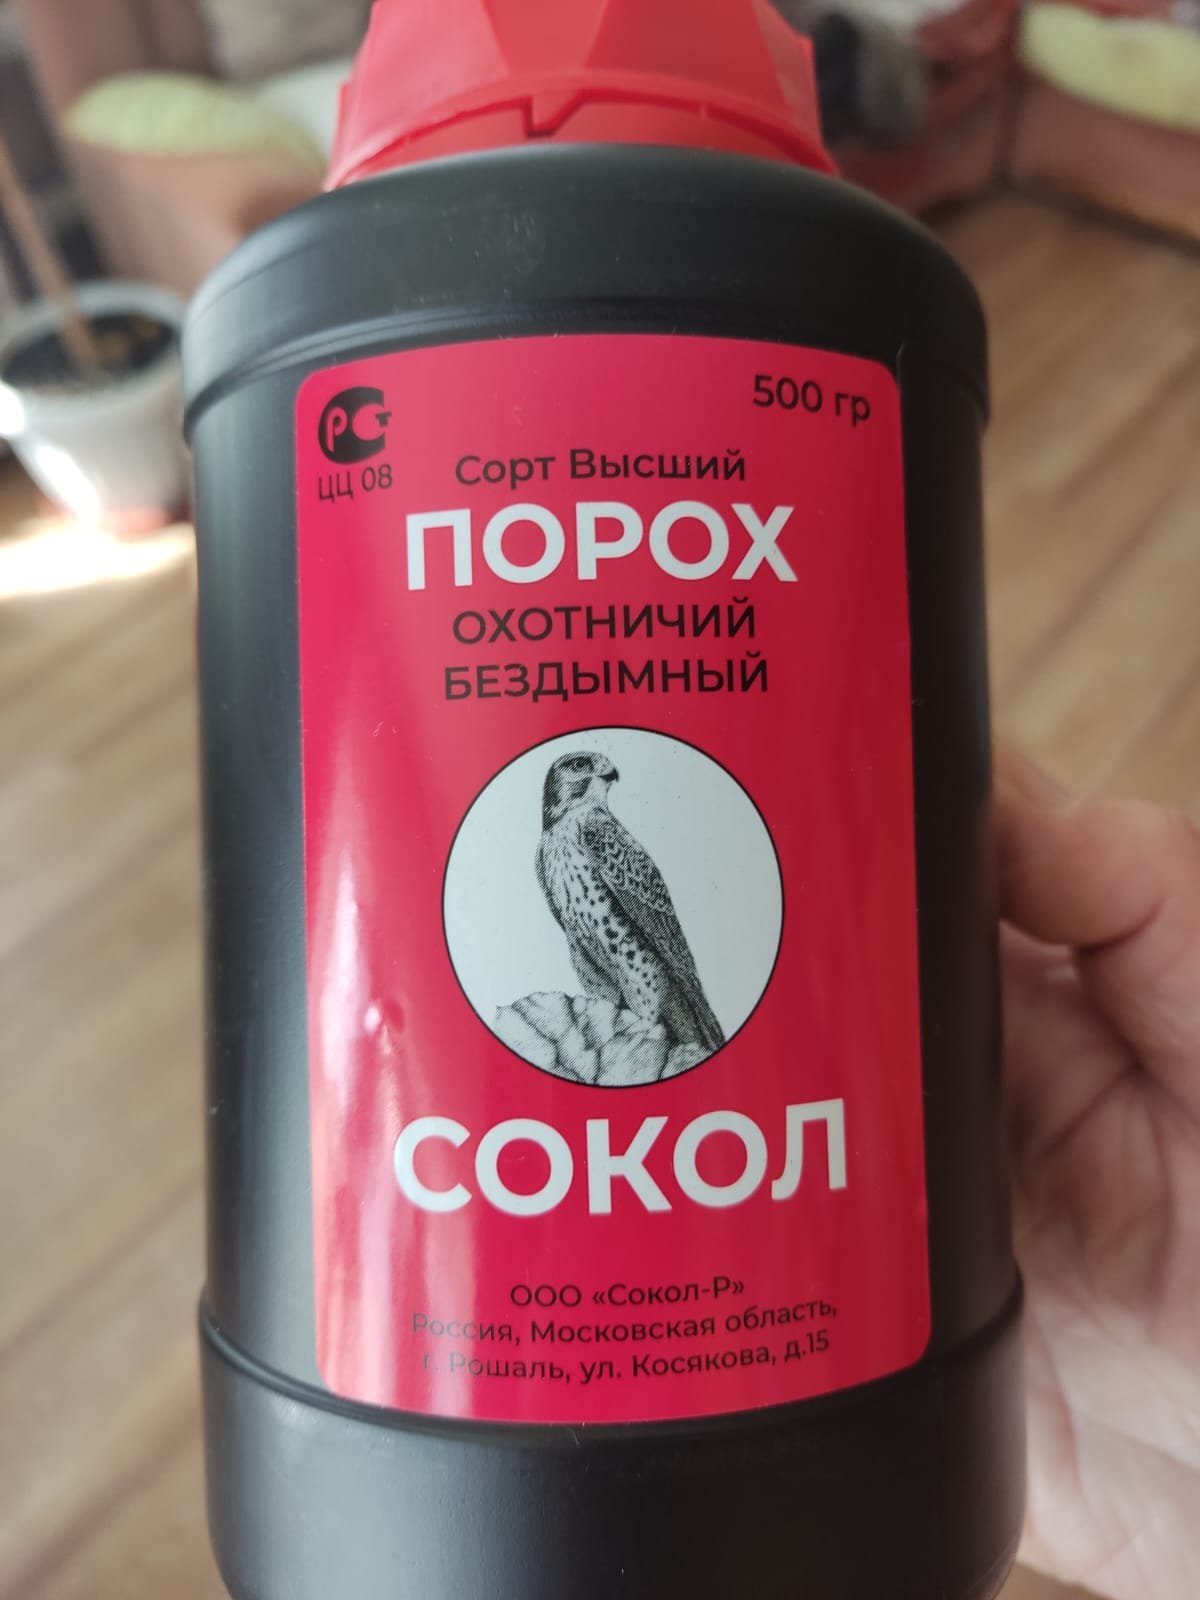 500 гр
РСТ
ЦЦ 08
Сорт Высший
ПОРОХ
ОХОТНИЧИЙ
БЕЗДЫМНЫЙ
СОКОЛ
ООО «Сокол-Р»
Россия, Московская область,
г. Рошаль, ул. Косякова, д.15